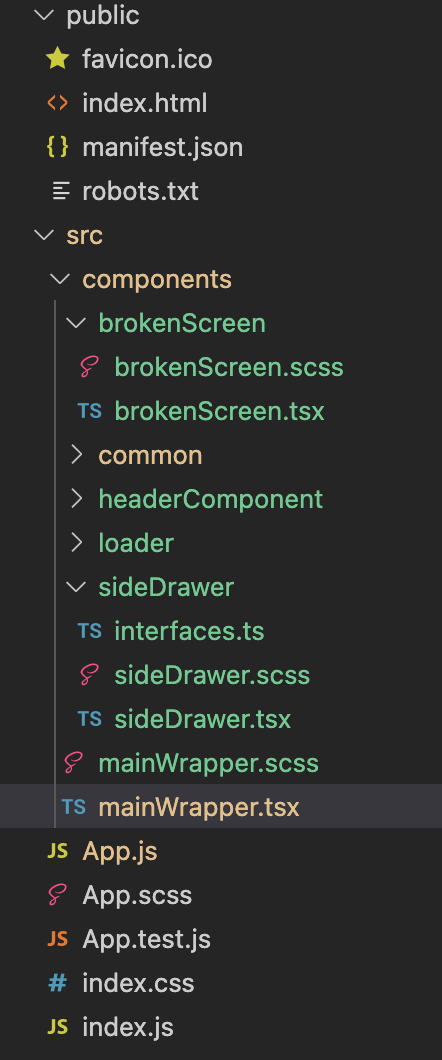 public
favicon.ico
<> index.html
{} manifest.json
robots.txt
src
components
brokenScreen
brokenScreen.scss
TS brokenScreen.tsx
common
headerComponent
loader
sideDrawer
TS interfaces.ts
sideDrawer.scss
TS sideDrawer.tsx
mainWrapper.scss
TS mainWrapper.tsx
JS App.js
App.scss
JS App.test.js
# index.css
JS index.js